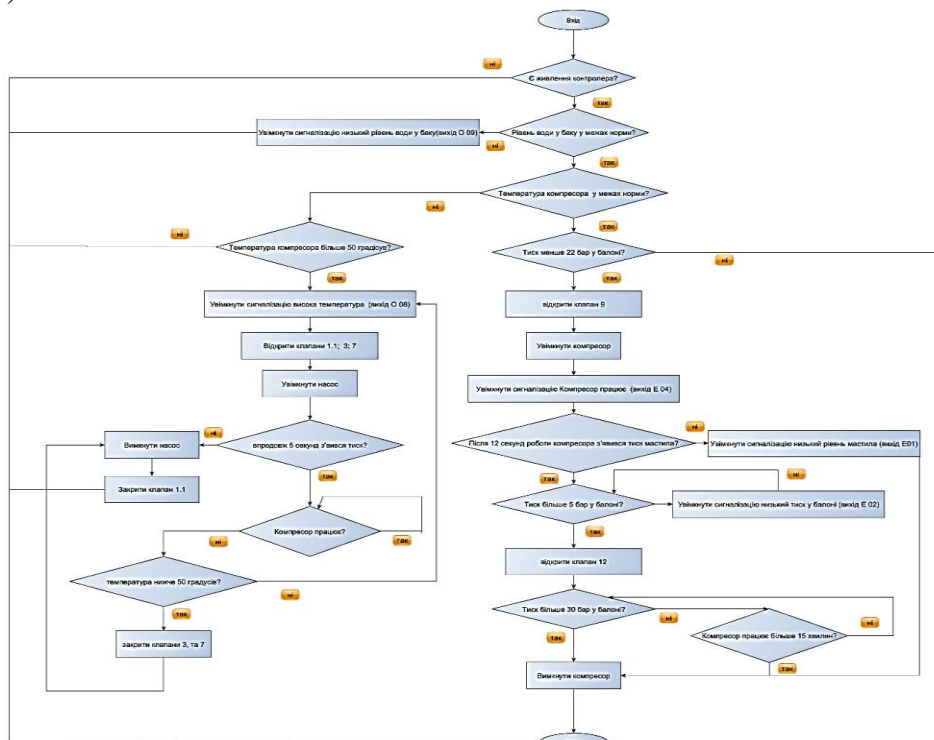 )
Вхід
ні
Є живлення контролера?
так
Увімкнути сигналізацію низький рівень води у баку(вихід О 09)
ні
Рівень води у баку у межах норми?
так
Температура компресора у межах норми?
ні
так
ні
Температура компресора більше 50 градісув?
Тиск менше 22 бар у балоні?
ні
так
так
Увімкнути сигналізацію висока температура (вихід О 08)
відкрити клапан 9
Відкрити клапани 1.1; 3; 7
Увімкнути компресор
Увімкнути насос
Увімкнути сигналізацію Компресор працює (вихід Е 04)
ні
Вимкнути насос
впродовж 5 секунд з'вився тиск?
Після 12 секунд роботи компресора з'явився тиск мастила?
ні
Увімкнути сигналізацію низький рівень мастила (вихід Е01)
так
так
ні
Закрити клапан 1.1
Тиск більше 5 бар у балоні?
Увімкнути сигналізацію низький тиск у балоні (вихід Е 02)
Компресор працює?
ні
так
так
відкрити клапан 12
температура нижче 50 градусів?
ні
так
Тиск більше 30 бар у балоні?
ні
Компресор працює більше 15 хвилин?
ні
так
так
закрити клапани 3, та 7
Вимкнути компресор